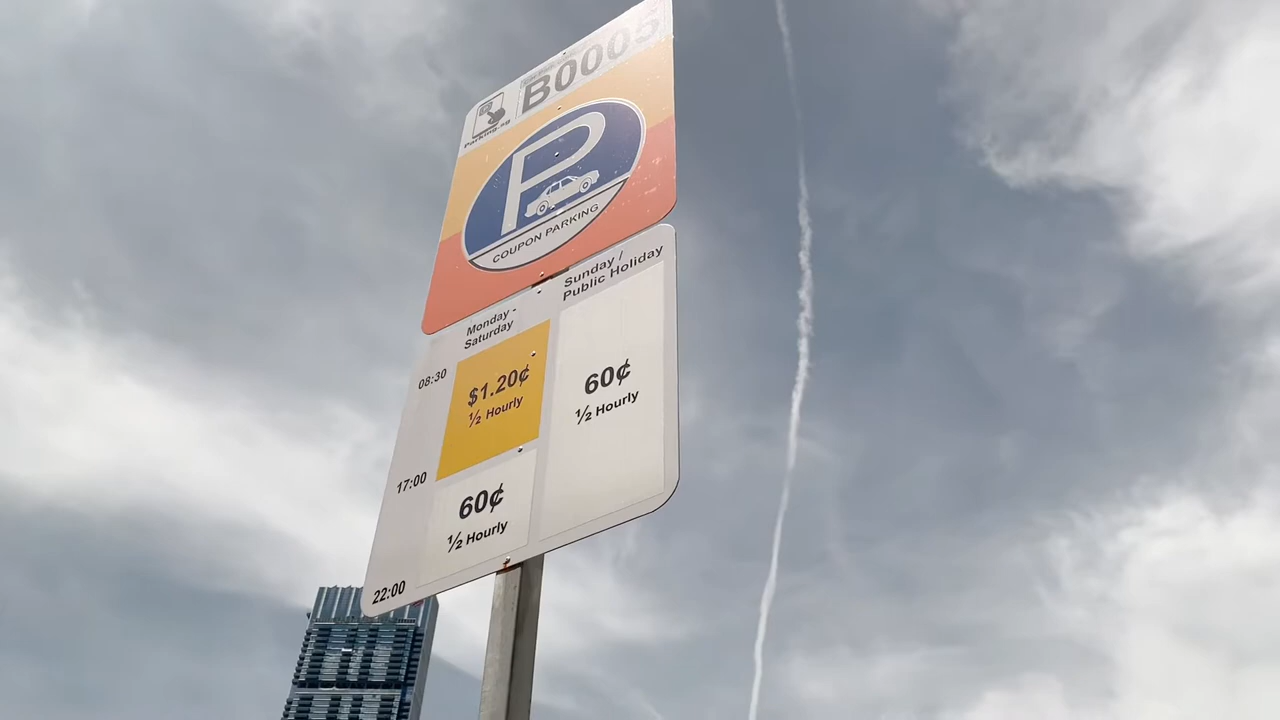 B0005
Parking.sg
P
COUPON PARKING
Monday -
Saturday
Sunday /
Public Holiday
08:30
$1.20¢
½ Hourly
60¢
½ Hourly
17:00
60¢
½ Hourly
22:00